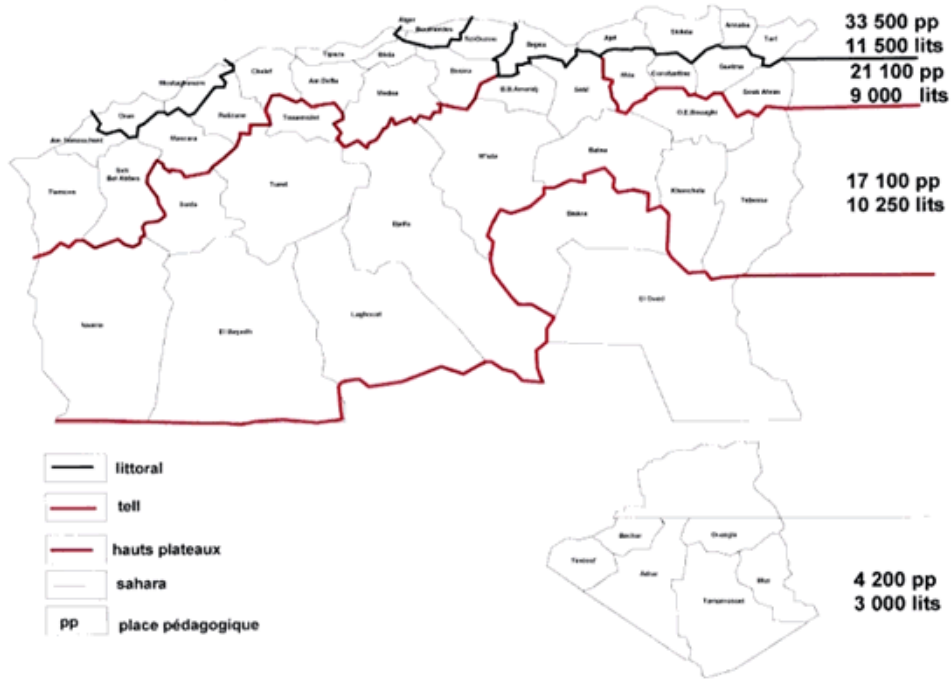 33 500 pp
11 500 lits
21 100 pp
9 000 lits
17 100 pp
10 250 lits
Alger
Boumerdes
Tizi Ouzou
Bejaia
Jijel
Skikda
Annaba
Tarf
Tipaza
Blida
Bouira
Mila
Constantine
Guelma
Souk Ahras
Mostaghanem
Chelef
Ain Defla
Medea
B.B.Arreridj
Setif
O.E.Bouaghi
Oran
Relizane
Tissemsilet
Ain Temouchent
Mascara
M'sila
Batna
Tlemcen
Sidi
Bel Abbes
Saida
Tiaret
Khenchela
Tebessa
Djelfa
Biskra
El Oued
Naama
El Bayadh
Laghouat
littoral
tell
hauts plateaux
sahara
pp place pédagogique
Bechar
Ouargla
Tindouf
Adrar
Illizi
Tamanrasset
4 200 pp
3 000 lits